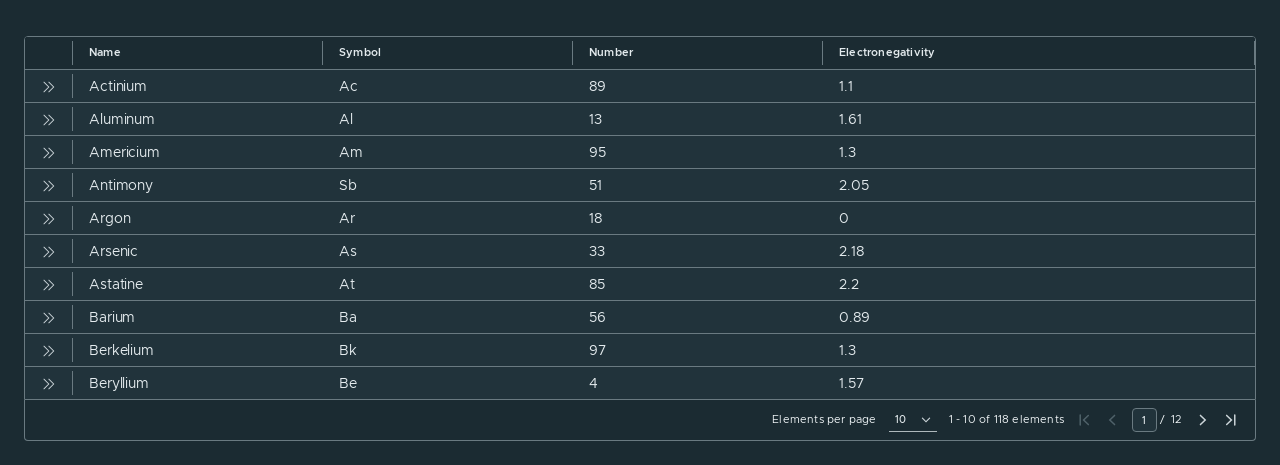 Name Symbol Number Electronegativity
Actinium Ac 89 1.1
Aluminum Al 13 1.61
Americium Am 95 1.3
Antimony Sb 51 2.05
Argon Ar 18 0
Arsenic As 33 2.18
Astatine At 85 2.2
Barium Ba 56 0.89
Berkelium Bk 97 1.3
Beryllium Be 4 1.57
Elements per page 10 1 - 10 of 118 elements 1 / 12